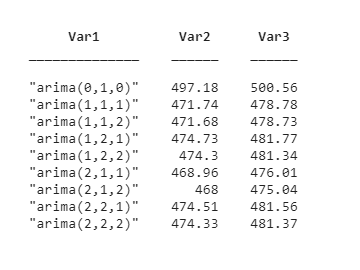 Var1 Var2 Var3
"arima(0,1,0)" 497.18 500.56
"arima(1,1,1)" 471.74 478.78
"arima(1,1,2)" 471.68 478.73
"arima(1,2,1)" 474.73 481.77
"arima(1,2,2)" 474.3 481.34
"arima(2,1,1)" 468.96 476.01
"arima(2,1,2)" 468 475.04
"arima(2,2,1)" 474.51 481.56
"arima(2,2,2)" 474.33 481.37